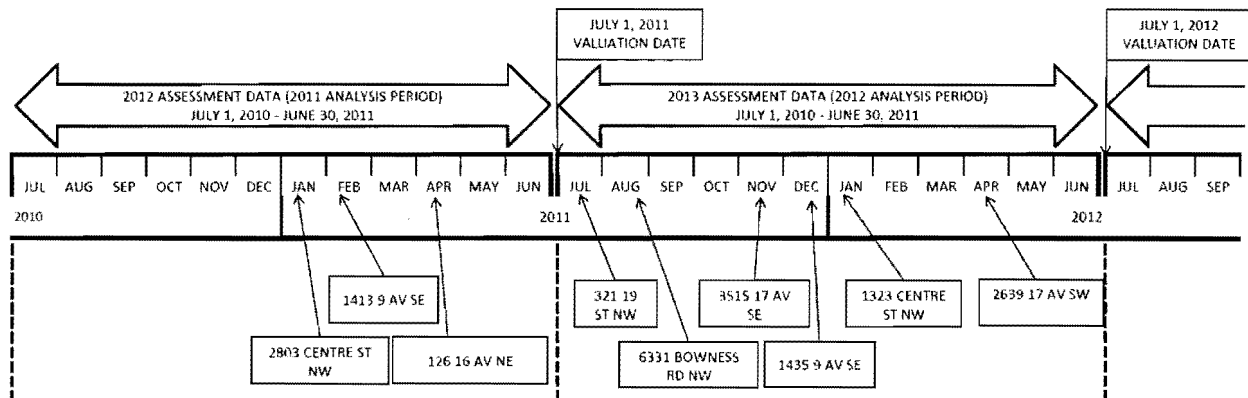 JULY 1, 2011
VALUATION DATE
JULY 1, 2012
VALUATION DATE
2012 ASSESSMENT DATA (2011 ANALYSIS PERIOD)
JULY 1, 2010 - JUNE 30, 2011
2013 ASSESSMENT DATA (2012 ANALYSIS PERIOD)
JULY 1, 2010 - JUNE 30, 2011
JUL AUG SEP OCT NOV DEC JAN FEB MAR APR MAY JUN JUL AUG SEP OCT NOV DEC JAN FEB MAR APR MAY JUN JUL AUG SEP
2010 2011 2012
1413 9 AV SE
2803 CENTRE ST
NW
126 16 AV NE
321 19
ST NW
6331 BOWNESS
RD NW
3515 17 AV
SE
1435 9 AV SE
1323 CENTRE
ST NW
2639 17 AV SW